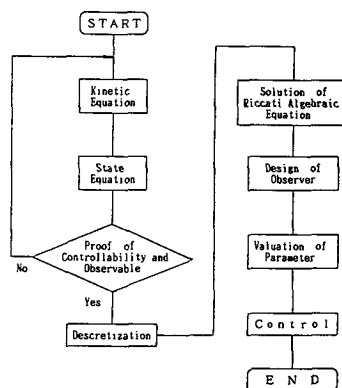 START
Kinetic
Equation
State
Equation
Proof of
Controllability and
Observable
No
Yes
Descretization
Solution of
Riccati Algebraic
Equation
Design of
Observer
Valuation of
Parameter
Control
END